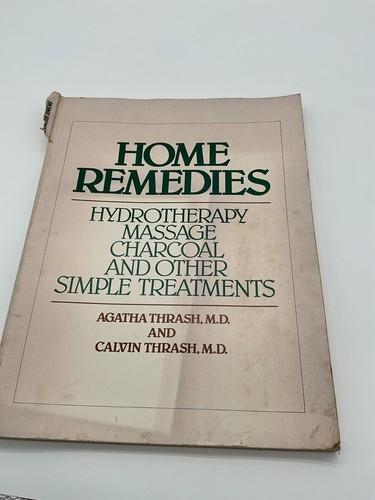 HOME
REMEDIES
HYDROTHERAPY
MASSAGE
CHARCOAL
AND OTHER
SIMPLE TREATMENTS
AGATHA THRASH, M.D.
AND
CALVIN THRASH, M.D.